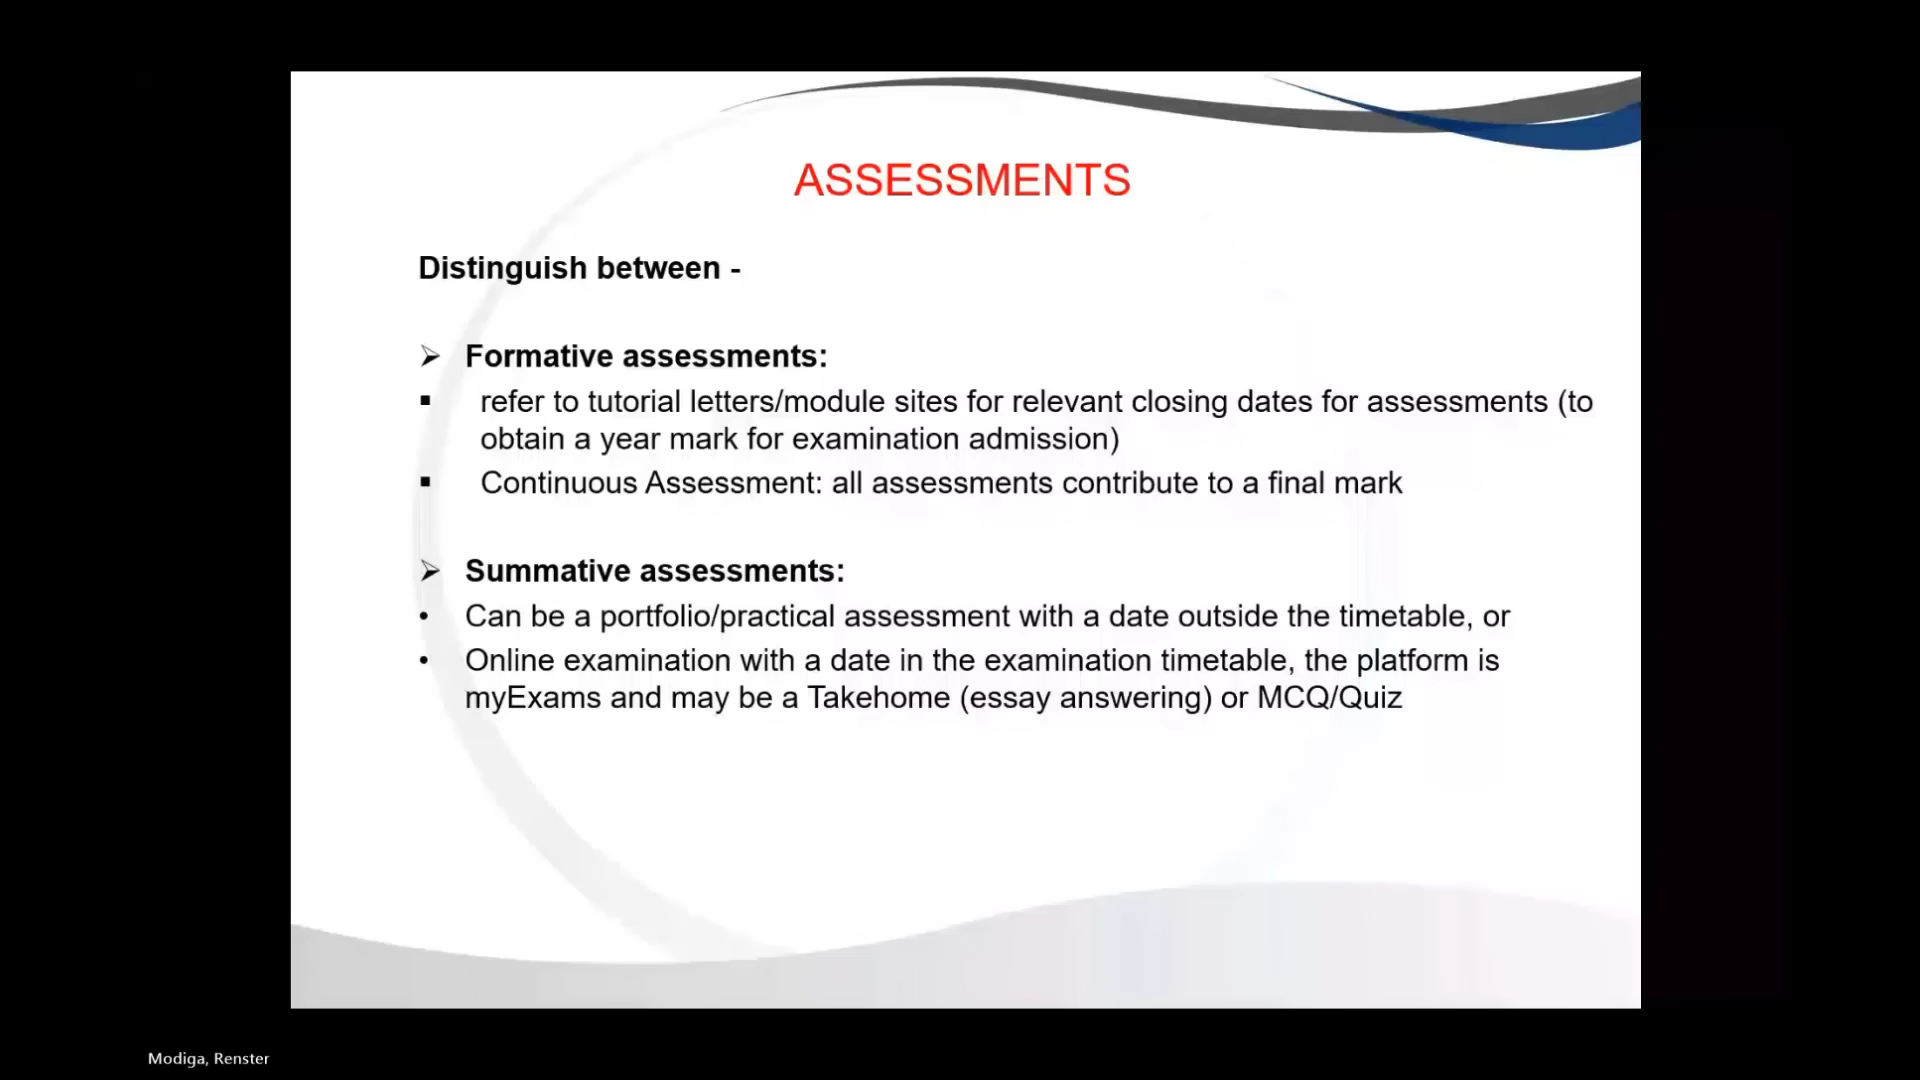 ASSESSMENTS
Distinguish between -
➢ Formative assessments:
▪ refer to tutorial letters/module sites for relevant closing dates for assessments (to
obtain a year mark for examination admission)
▪ Continuous Assessment: all assessments contribute to a final mark
➢ Summative assessments:
• Can be a portfolio/practical assessment with a date outside the timetable, or
• Online examination with a date in the examination timetable, the platform is
myExams and may be a Takehome (essay answering) or MCQ/Quiz
Modiga, Renster